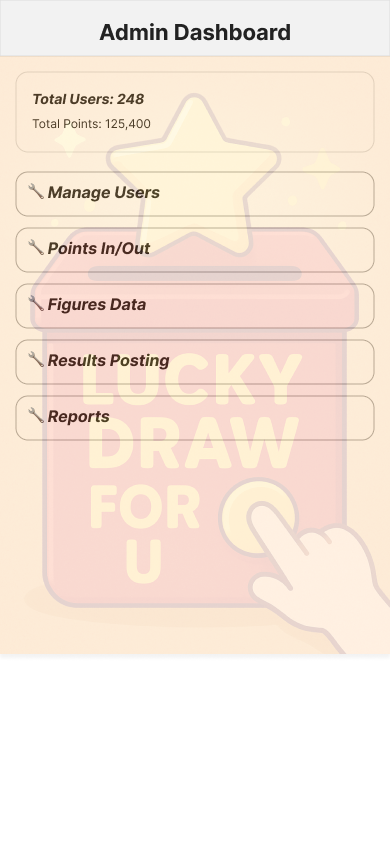 Admin Dashboard
Total Users: 248
Total Points: 125,400
🔧 Manage Users
🔧 Points In/Out
🔧 Figures Data
🔧 Results Posting
🔧 Reports
LUCKY
DRAW
FOR
U